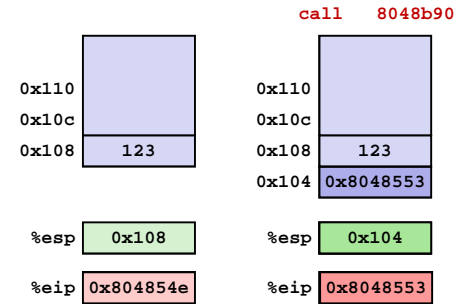 call 8048b90
0x110 0x110
0x10c 0x10c
0x108 123 0x108 123
0x104 0x8048553
%esp 0x108 %esp 0x104
%eip 0x804854e %eip 0x8048553